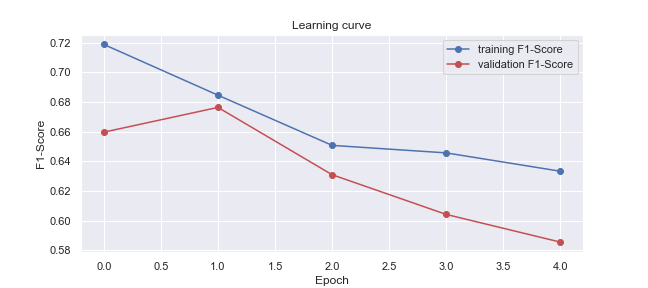 Learning curve
training F1-Score
validation F1-Score
F1-Score
0.72
0.70
0.68
0.66
0.64
0.62
0.60
0.58
0.0 0.5 1.0 1.5 2.0 2.5 3.0 3.5 4.0
Epoch